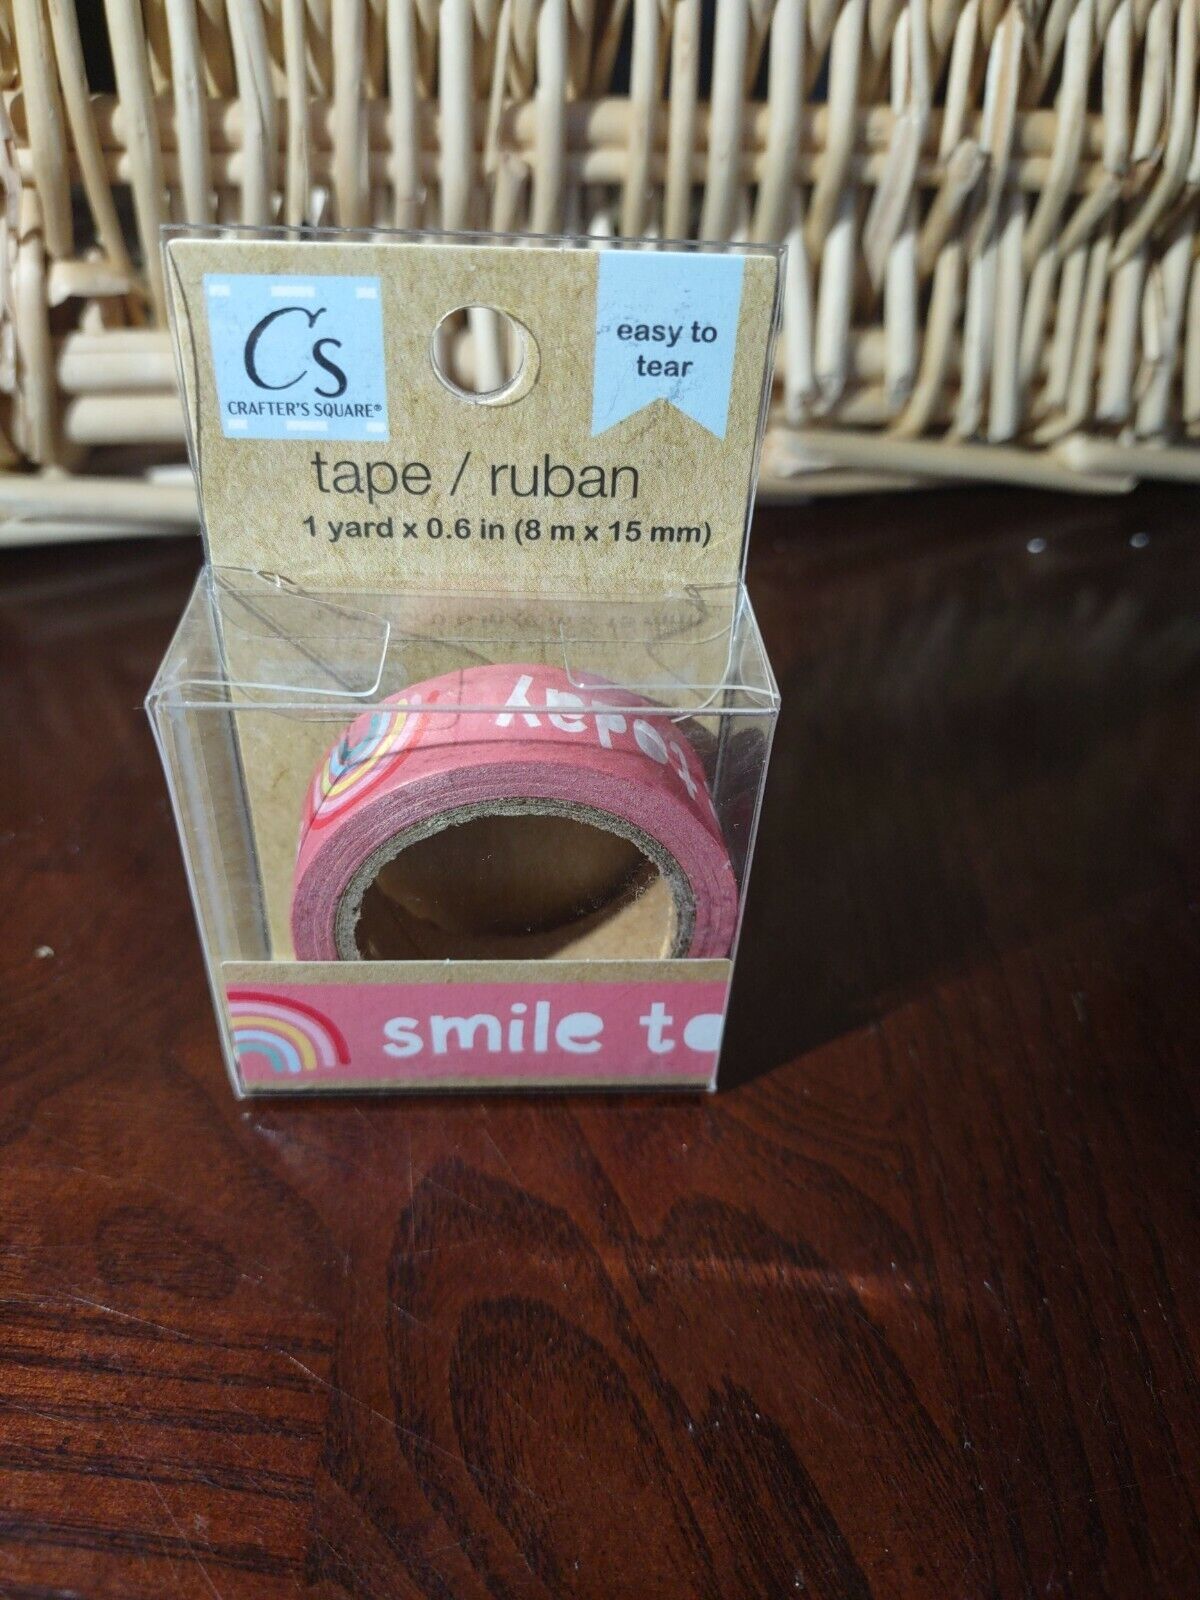 Cs
CRAFTER'S SQUARE®
easy to
tear
tape / ruban
1 yard x 0.6 in (8 m x 15 mm)
today
smile to